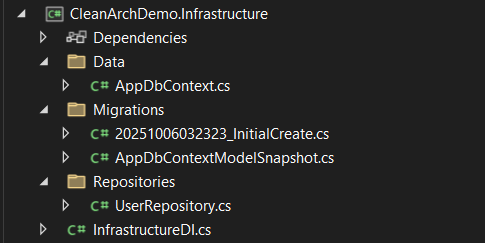 C# CleanArchDemo.Infrastructure
Dependencies
Data
C# AppDbContext.cs
Migrations
C# 20251006032323_InitialCreate.cs
C# AppDbContextModelSnapshot.cs
Repositories
C# UserRepository.cs
C# InfrastructureDI.cs